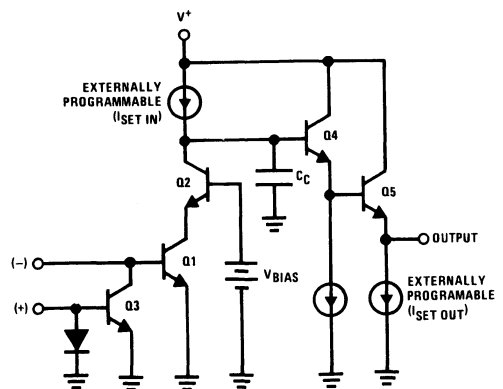 V+
EXTERNALLY
PROGRAMMABLE
(ISET IN)
Q4
Q2
CC
Q5
(-)
Q1
OUTPUT
VBIAS
(+)
Q3
EXTERNALLY
PROGRAMABLE
(ISET OUT)